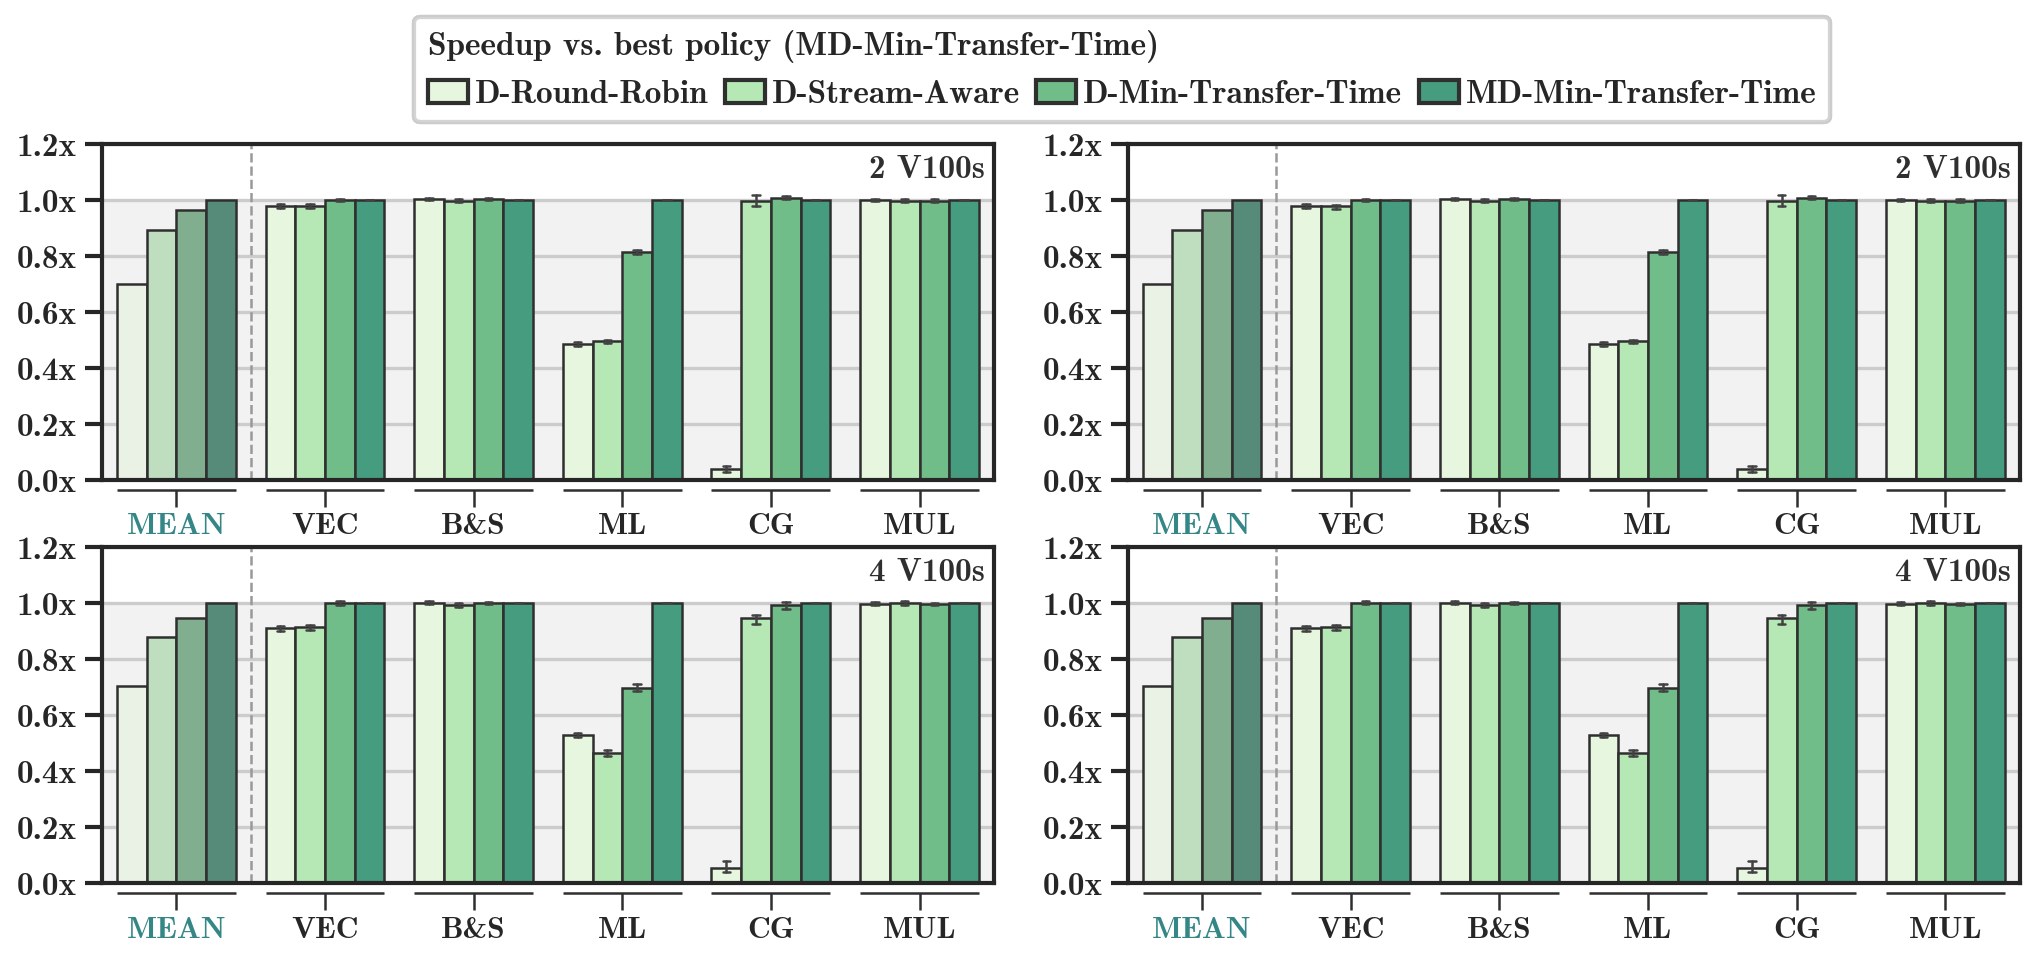 Speedup vs. best policy (MD-Min-Transfer-Time)
D-Round-Robin D-Stream-Aware D-Min-Transfer-Time MD-Min-Transfer-Time
1.2x
1.0x
0.8x
0.6x
0.4x
0.2x
0.0x
2 V100s
MEAN VEC B&S ML CG MUL
1.2x
1.0x
0.8x
0.6x
0.4x
0.2x
0.0x
2 V100s
MEAN VEC B&S ML CG MUL
1.2x
1.0x
0.8x
0.6x
0.4x
0.2x
0.0x
4 V100s
MEAN VEC B&S ML CG MUL
1.2x
1.0x
0.8x
0.6x
0.4x
0.2x
0.0x
4 V100s
MEAN VEC B&S ML CG MUL